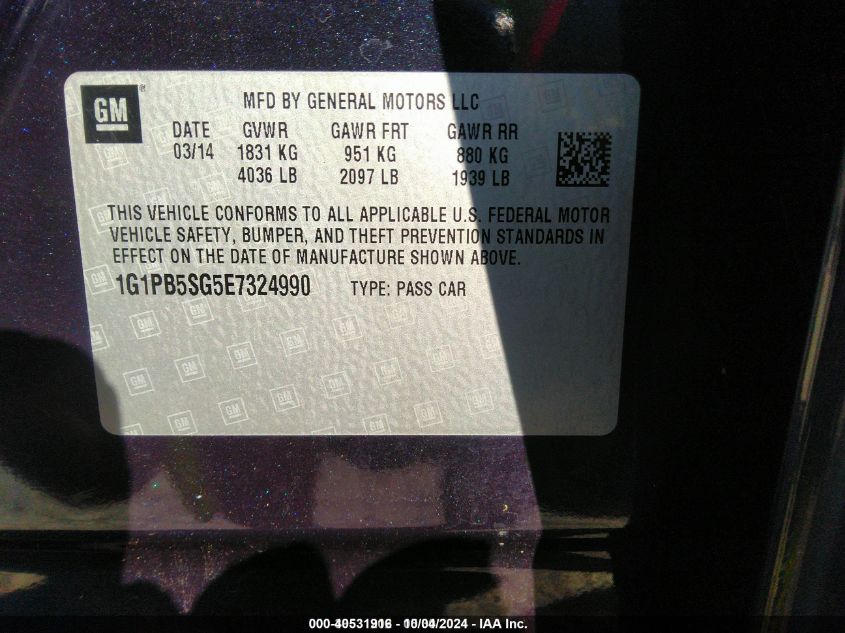 GM
MFD BY GENERAL MOTORS LLC
DATE GVWR GAWR FRT GAWR RR
03/14 1831 KG 951 KG 880 KG
4036 LB 2097 LB 1939 LB
THIS VEHICLE CONFORMS TO ALL APPLICABLE U.S. FEDERAL MOTOR
VEHICLE SAFETY, BUMPER, AND THEFT PREVENTION STANDARDS IN
EFFECT ON THE DATE OF MANUFACTURE SHOWN ABOVE.
1G1PB5SG5E7324990 TYPE: PASS CAR
- IAA Inc.